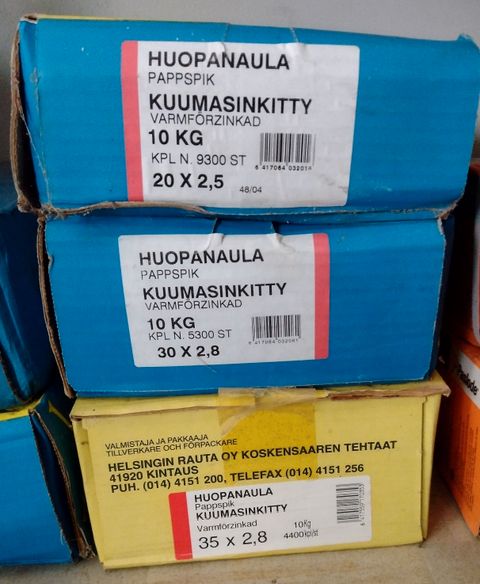 HUOPANAULA
PAPPSPIK
KUUMASINKITTY
VARMFÖRZINKAD
10 KG
KPL N. 9300 ST
20 X 2,5
48/04
HUOPANAULA
PAPPSPIK
KUUMASINKITTY
VARMFÖRZINKAD
10 KG
KPL N. 5300 ST
30 X 2,8
VALMISTAJA JA PAKKAAJA
TILLVERKARE OCH FÖRPACKARE
HELSINGIN RAUTA OY KOSKENSAAREN TEHTAAT
41920 KINTAUS
PUH. (014) 4151 200, TELEFAX (014) 4151 256
HUOPANAULA
Pappspik
KUUMASINKITTY
Varmförzinkad
10Kg
35 x 2,8
4400kpl/st